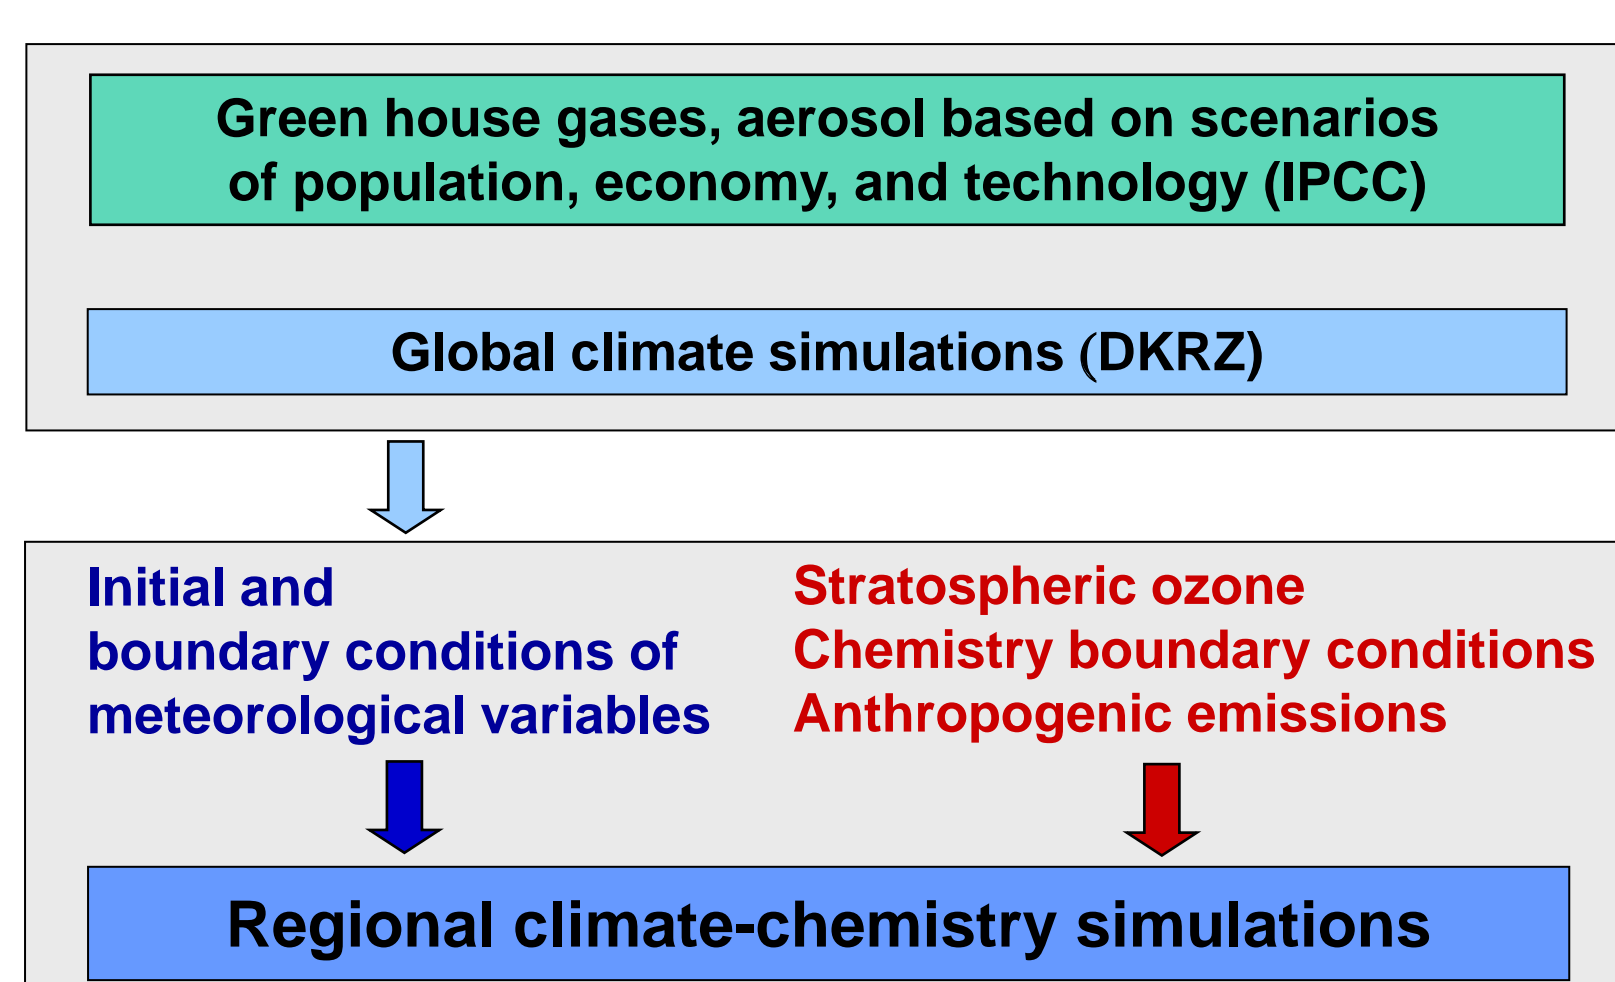 Green house gases, aerosol based on scenarios
of population, economy, and technology (IPCC)
Global climate simulations (DKRZ)
Initial and
boundary conditions of
meteorological variables
Stratospheric ozone
Chemistry boundary conditions
Anthropogenic emissions
Regional climate-chemistry simulations